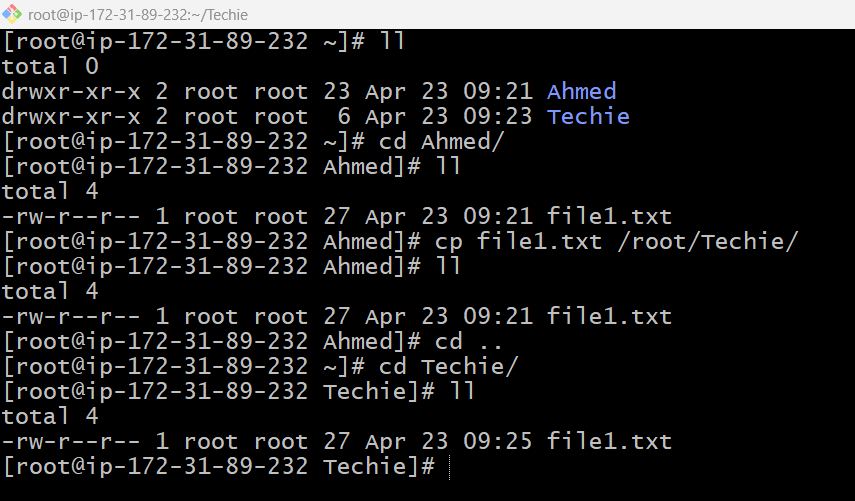 root@ip-172-31-89-232:~/Techie
[root@ip-172-31-89-232 ~]# ll
total 0
drwxr-xr-x 2 root root 23 Apr 23 09:21 Ahmed
drwxr-xr-x 2 root root  6 Apr 23 09:23 Techie
[root@ip-172-31-89-232 ~]# cd Ahmed/
[root@ip-172-31-89-232 Ahmed]# ll
total 4
-rw-r--r-- 1 root root 27 Apr 23 09:21 file1.txt
[root@ip-172-31-89-232 Ahmed]# cp file1.txt /root/Techie/
[root@ip-172-31-89-232 Ahmed]# ll
total 4
-rw-r--r-- 1 root root 27 Apr 23 09:21 file1.txt
[root@ip-172-31-89-232 Ahmed]# cd ..
[root@ip-172-31-89-232 ~]# cd Techie/
[root@ip-172-31-89-232 Techie]# ll
total 4
-rw-r--r-- 1 root root 27 Apr 23 09:25 file1.txt
[root@ip-172-31-89-232 Techie]#